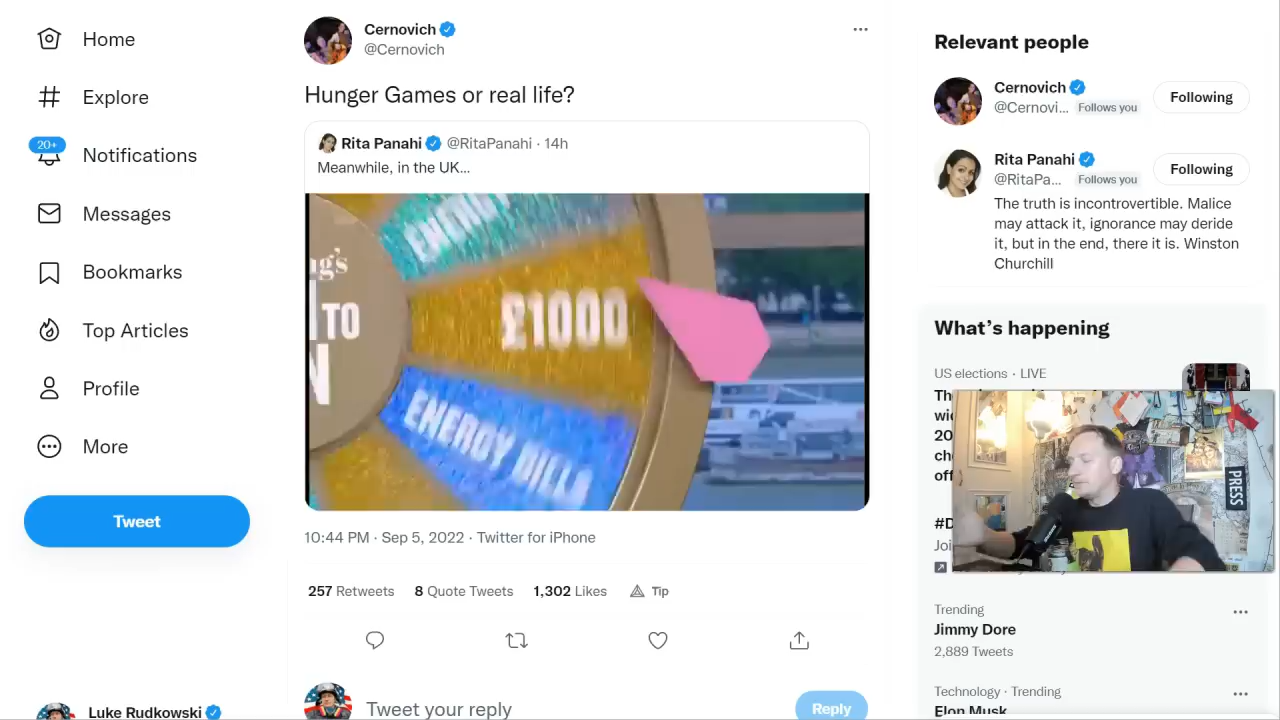 Home
Explore
20+
Notifications
Messages
Bookmarks
Top Articles
Profile
More
Tweet
Luke Rudkowski
Cernovich
@Cernovich
Hunger Games or real life?
Rita Panahi @RitaPanahi · 14h
Meanwhile, in the UK...
£1000
TO
N
ENERGY BILLS
10:44 PM · Sep 5, 2022 · Twitter for iPhone
257 Retweets 8 Quote Tweets 1,302 Likes Tip
Tweet your reply
Reply
Relevant people
Cernovich
@Cernovi... Follows you
Following
Rita Panahi
@RitaPa... Follows you
Following
The truth is incontrovertible. Malice
may attack it, ignorance may deride
it, but in the end, there it is. Winston
Churchill
What's happening
US elections · LIVE
PRESS
Trending
Jimmy Dore
2,889 Tweets
Technology · Trending
Elon Musk